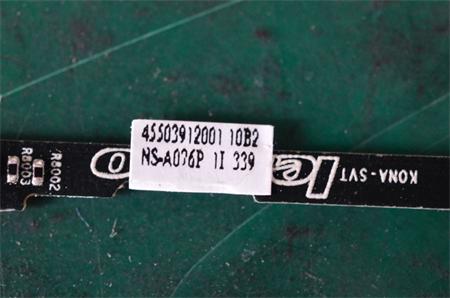 45503912001 10B2
NS-A036P 1I 339
R8002
R8003
KONA-SVT